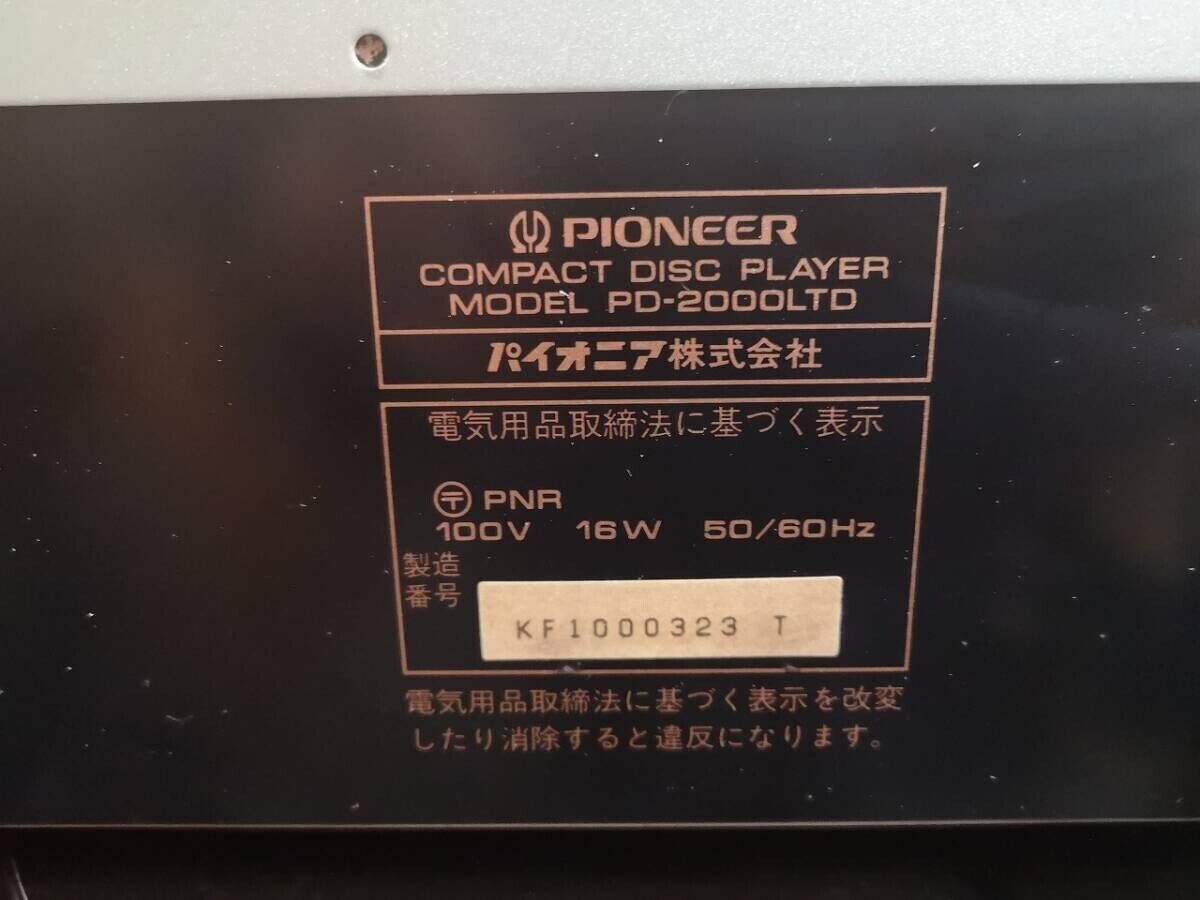 PIONEER
COMPACT DISC PLAYER
MODEL PD-2000LTD
パイオニア株式会社
電気用品取締法に基づく表示
〒 PNR
100V 16W 50/60Hz
製造
番号
KF1000323 T
電気用品取締法に基づく表示を改変
したり消除すると違反になります。